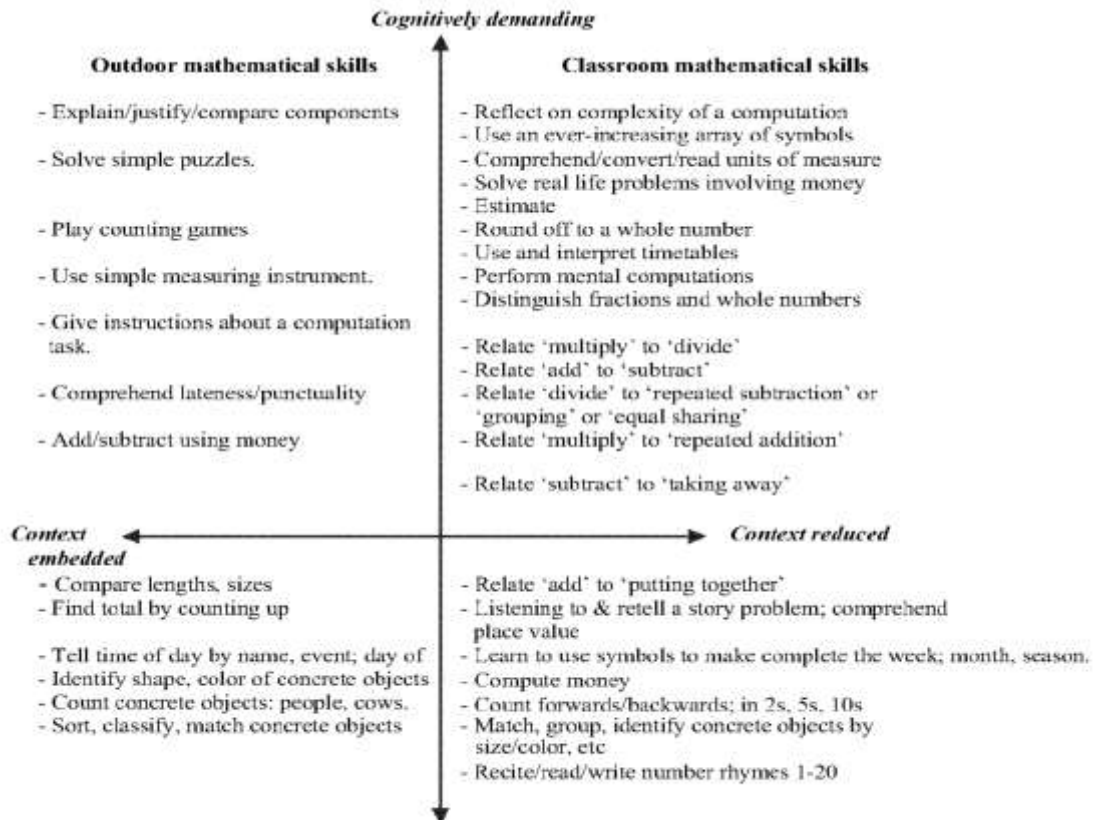 Cognitively demanding
Outdoor mathematical skills
- Explain/justify/compare components
- Solve simple puzzles.
- Play counting games
- Use simple measuring instrument.
- Give instructions about a computation
task.
- Comprehend lateness/punctuality
- Add/subtract using money
Classroom mathematical skills
- Reflect on complexity of a computation
- Use an ever-increasing array of symbols
- Comprehend/convert/read units of measure
- Solve real life problems involving money
- Estimate
- Round off to a whole number
- Use and interpret timetables
- Perform mental computations
- Distinguish fractions and whole numbers
- Relate ‘multiply’ to ‘divide’
- Relate ‘add’ to ‘subtract’
- Relate ‘divide’ to ‘repeated subtraction’ or
‘grouping’ or ‘equal sharing’
- Relate ‘multiply’ to ‘repeated addition’
- Relate ‘subtract’ to ‘taking away’
Context
embedded
Context reduced
- Compare lengths, sizes
- Find total by counting up
- Tell time of day by name, event; day of
- Identify shape, color of concrete objects
- Count concrete objects: people, cows.
- Sort, classify, match concrete objects
- Relate ‘add’ to ‘putting together’
- Listening to & retell a story problem; comprehend
place value
- Learn to use symbols to make complete the week; month, season.
- Compute money
- Count forwards/backwards; in 2s, 5s, 10s
- Match, group, identify concrete objects by
size/color, etc
- Recite/read/write number rhymes 1-20